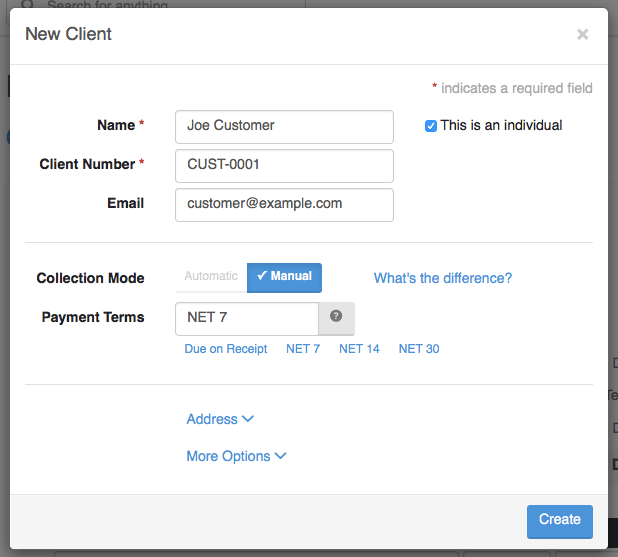 Search for anything
New Client ×
* indicates a required field
Name * Joe Customer This is an individual
Client Number * CUST-0001
Email customer@example.com
Collection Mode Automatic ✓ Manual What's the difference?
Payment Terms NET 7 ?
Due on Receipt NET 7 NET 14 NET 30
Address
More Options
Create